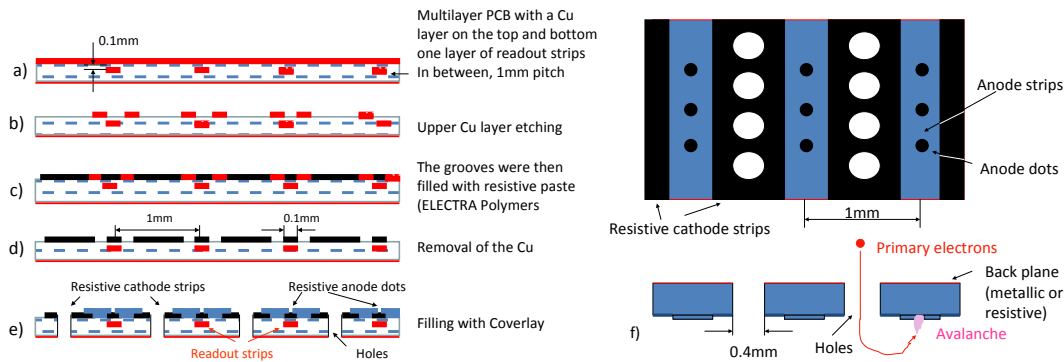 Multilayer PCB with a Cu
layer on the top and bottom
one layer of readout strips
In between, 1mm pitch
0.1mm
a)
b)
Upper Cu layer etching
c)
The grooves were then
filled with resistive paste
(ELECTRA Polymers
1mm
0.1mm
d)
Removal of the Cu
Resistive cathode strips
Resistive anode dots
e)
Filling with Coverlay
Readout strips
Holes
Anode strips
Anode dots
Resistive cathode strips
1mm
Primary electrons
Back plane
(metallic or
resistive)
f)
Holes
Avalanche
0.4mm